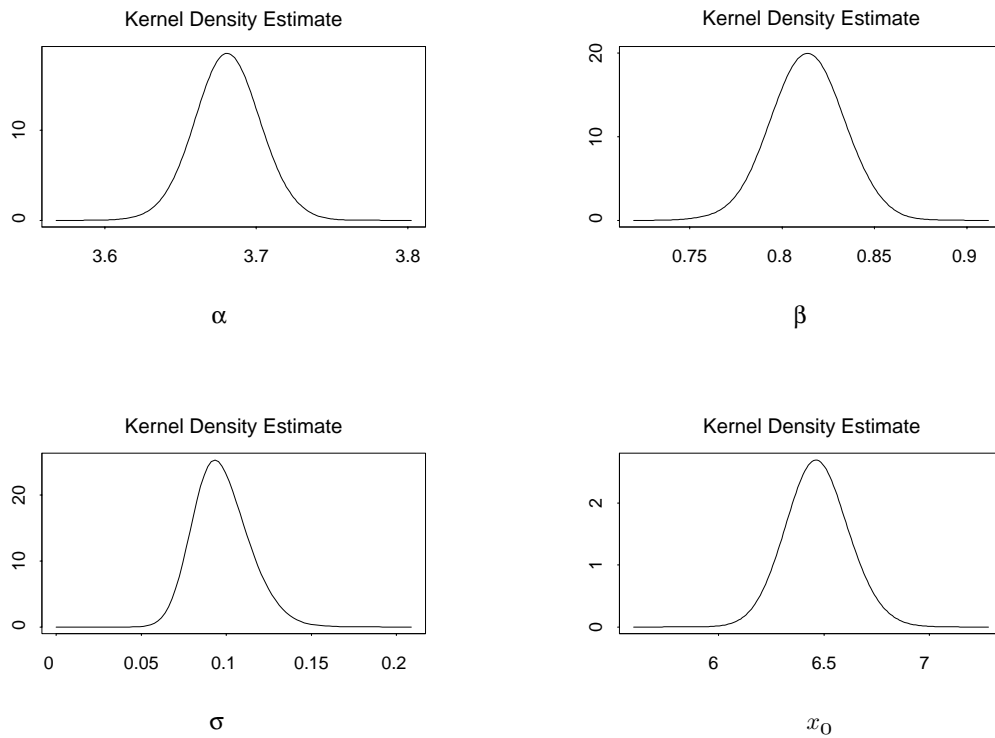 Kernel Density Estimate
0 10
3.6 3.7 3.8
α
Kernel Density Estimate
0 10 20
0.75 0.8 0.85 0.9
β
Kernel Density Estimate
0 10 20
0 0.05 0.1 0.15 0.2
σ
Kernel Density Estimate
0 1 2
6 6.5 7
x₀